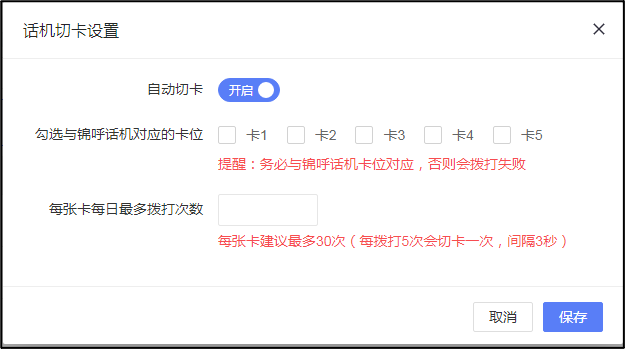 话机切卡设置
自动切卡 开启
勾选与锦呼话机对应的卡位 卡1 卡2 卡3 卡4 卡5
提醒：务必与锦呼话机卡位对应，否则会拨打失败
每张卡每日最多拨打次数
每张卡建议最多30次（每拨打5次会切卡一次，间隔3秒）
取消 保存